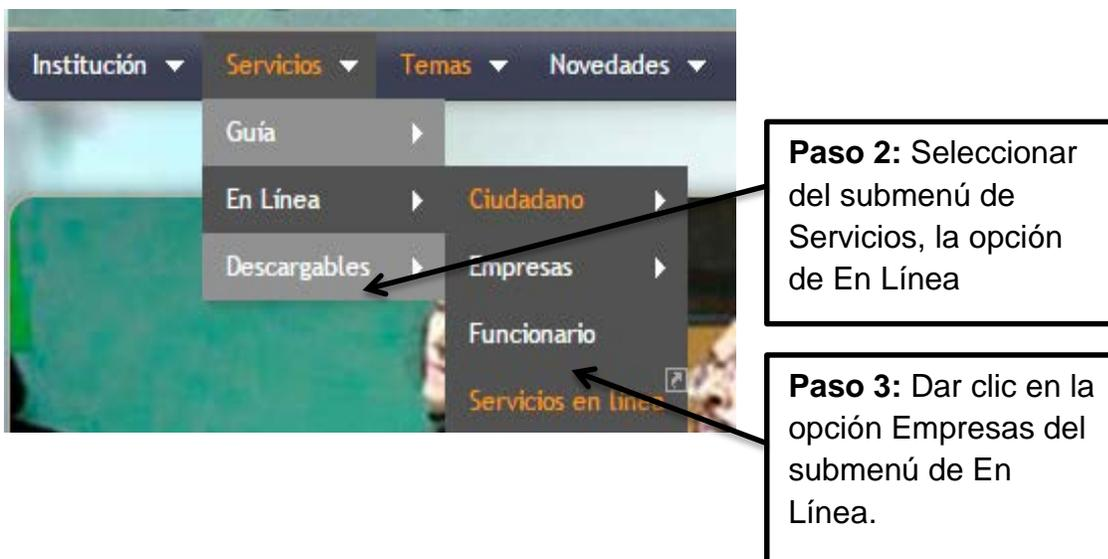 Institución Servicios Temas Novedades
Guía
En Línea Ciudadano
Descargables Empresas
Funcionario
Servicios en línea
Paso 2: Seleccionar
del submenú de
Servicios, la opción
de En Línea
Paso 3: Dar clic en la
opción Empresas del
submenú de En
Línea.